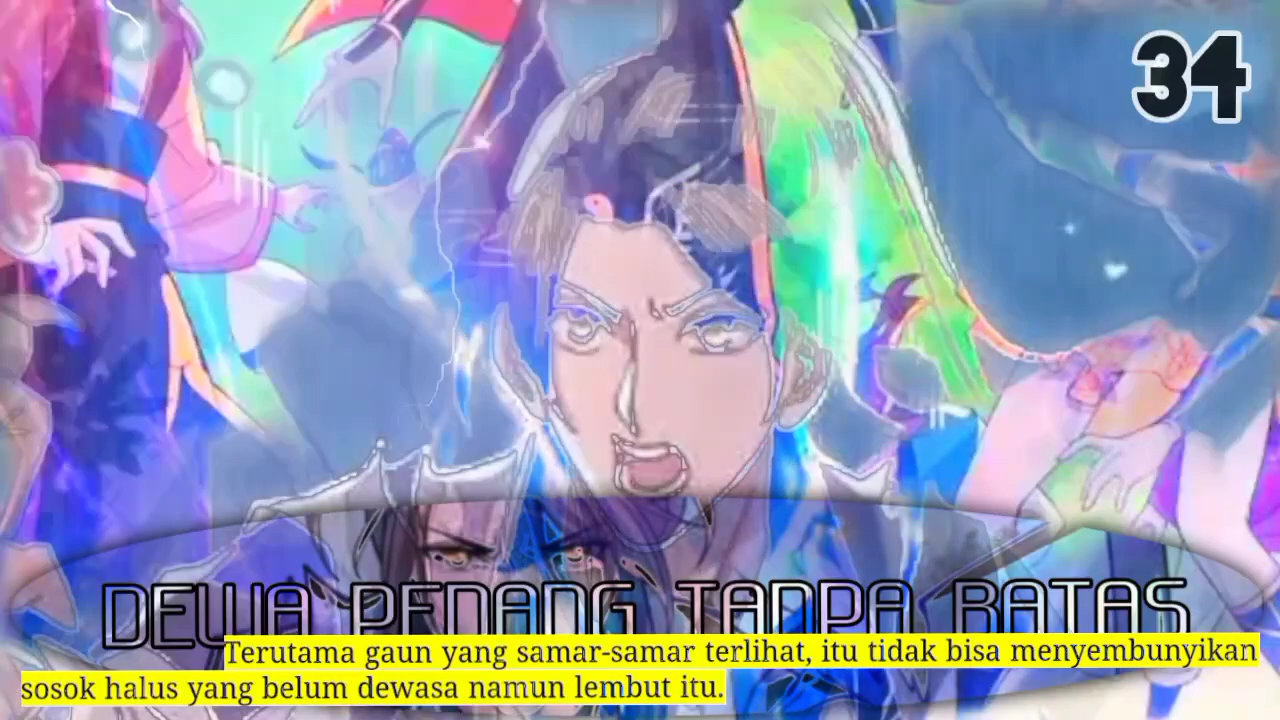 34
DEWA PEDANG TANPA BATAS
Terutama gaun yang samar-samar terlihat, itu tidak bisa menyembunyikan
sosok halus yang belum dewasa namun lembut itu.